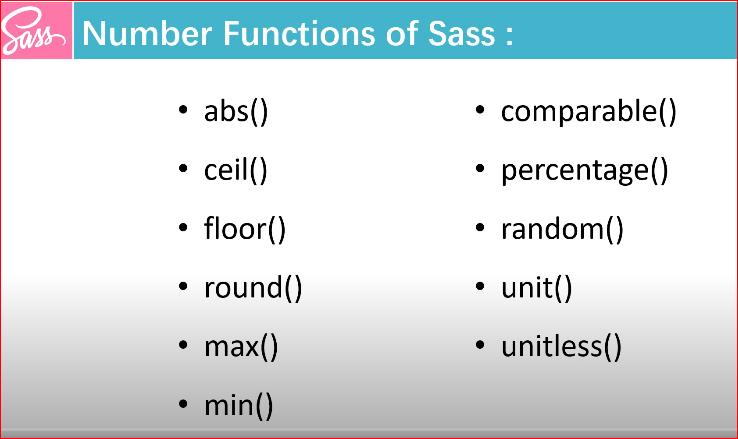 Sass
Number Functions of Sass :
• abs()
• ceil()
• floor()
• round()
• max()
• min()
• comparable()
• percentage()
• random()
• unit()
• unitless()